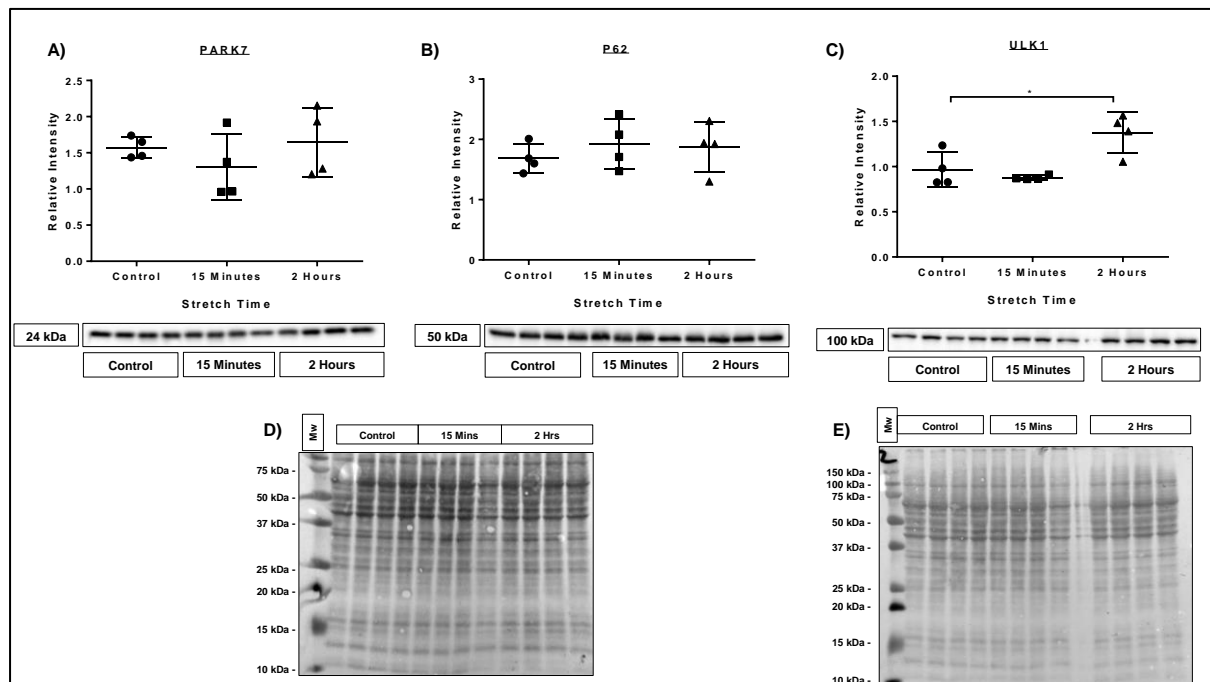 A)
PARK7
Relative Intensity
2.5
2.0
1.5
1.0
0.5
0.0
Control
15 Minutes
2 Hours
Stretch Time
24 kDa
Control
15 Minutes
2 Hours
B)
P62
Relative Intensity
3
2
1
0
Control
15 Minutes
2 Hours
Stretch Time
50 kDa
Control
15 Minutes
2 Hours
C)
ULK1
Relative Intensity
2.0
1.5
1.0
0.5
0.0
*
Control
15 Minutes
2 Hours
Stretch Time
100 kDa
Control
15 Minutes
2 Hours
D)
Mw
Control
15 Mins
2 Hrs
75 kDa -
50 kDa -
37 kDa -
25 kDa -
20 kDa -
15 kDa -
10 kDa -
E)
Mw
Control
15 Mins
2 Hrs
2
150 kDa -
100 kDa -
75 kDa -
50 kDa -
37 kDa -
25 kDa -
20 kDa -
15 kDa -
10 kDa -